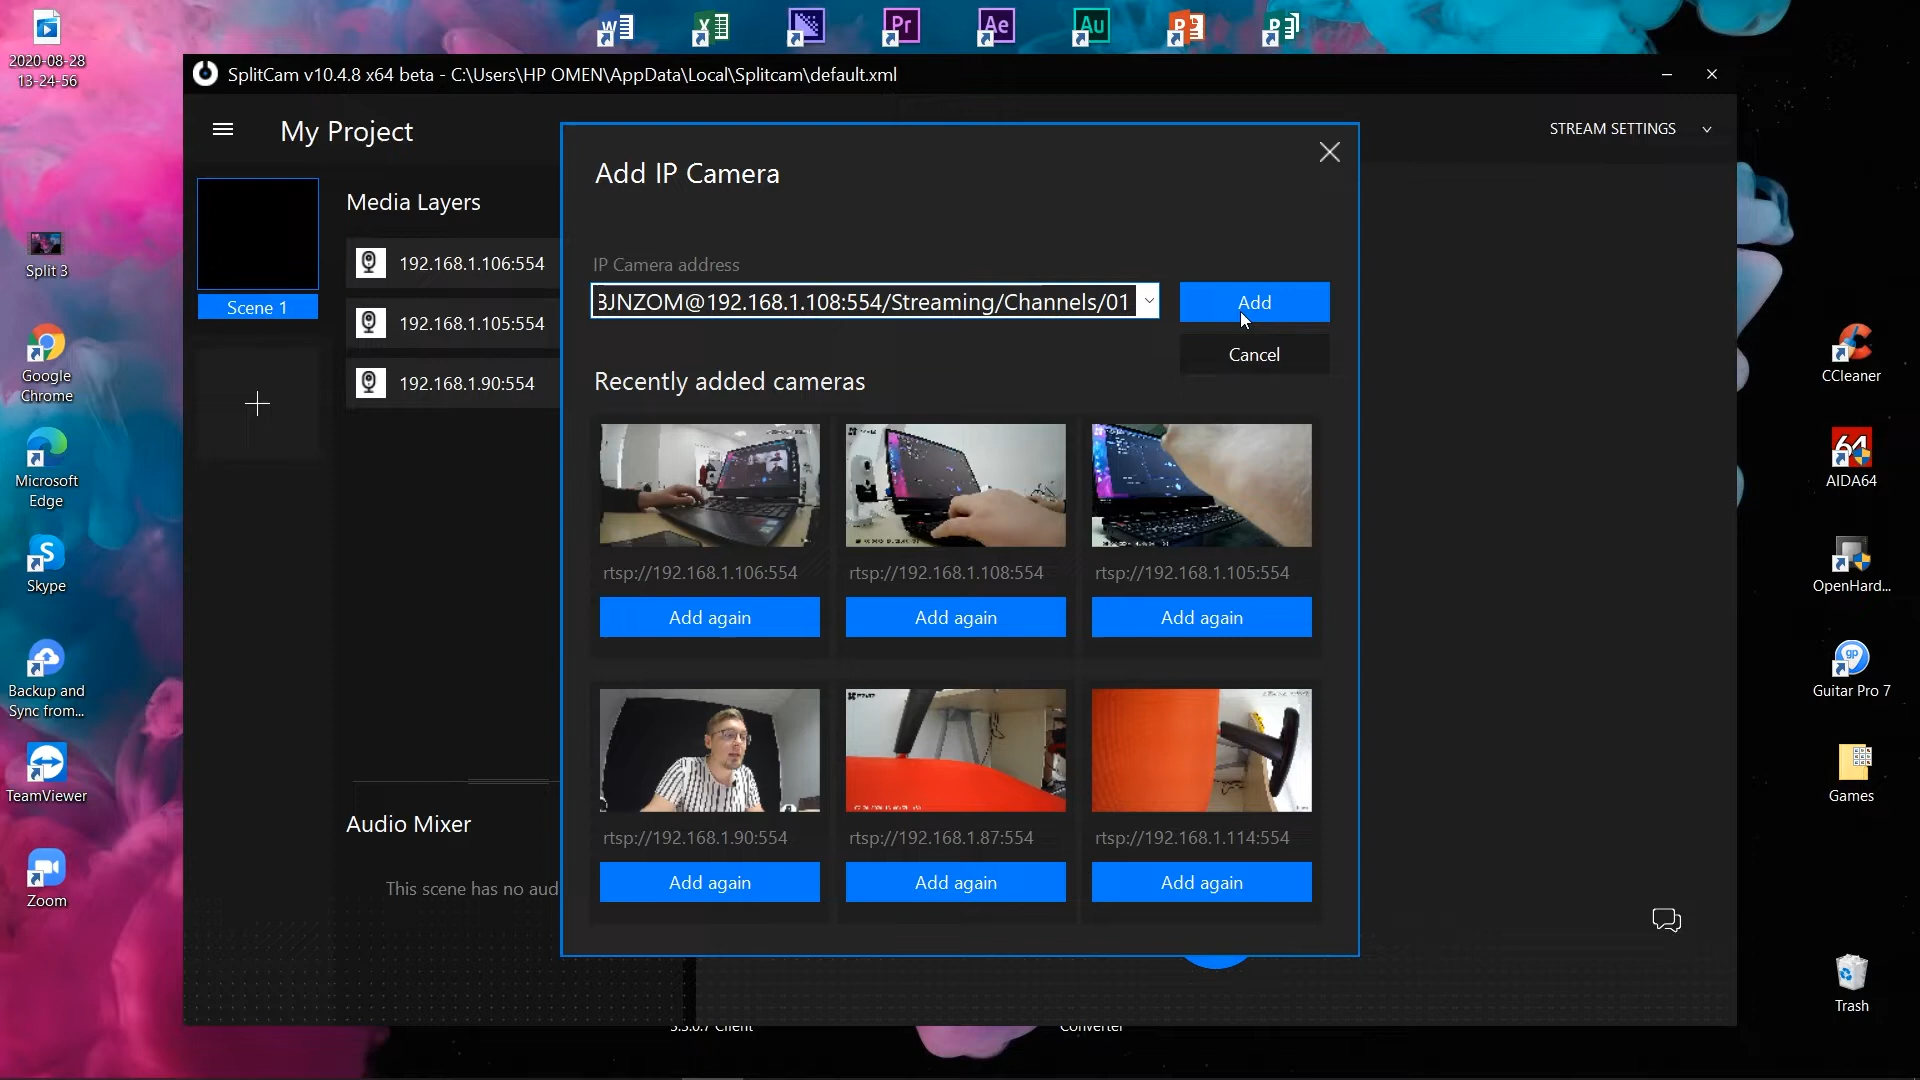 2020-08-28
13-24-56
SplitCam v10.4.8 x64 beta - C:\Users\HP OMEN\AppData\Local\Splitcam\default.xml
My Project
STREAM SETTINGS
Add IP Camera
Media Layers
Split 3
192.168.1.106:554
IP Camera address
BJNZOM@192.168.1.108:554/Streaming/Channels/01
Add
Scene 1
192.168.1.105:554
Cancel
192.168.1.90:554
Recently added cameras
Google
Chrome
CCleaner
Microsoft
Edge
64
AIDA64
rtsp://192.168.1.106:554
rtsp://192.168.1.108:554
rtsp://192.168.1.105:554
Skype
OpenHard...
Add again
Add again
Add again
Backup and
Sync from...
gp
Guitar Pro 7
TeamViewer
Games
Audio Mixer
rtsp://192.168.1.90:554
rtsp://192.168.1.87:554
rtsp://192.168.1.114:554
This scene has no aud
Add again
Add again
Add again
Zoom
Trash
W
X
Pr
Ae
Au
P
P
S